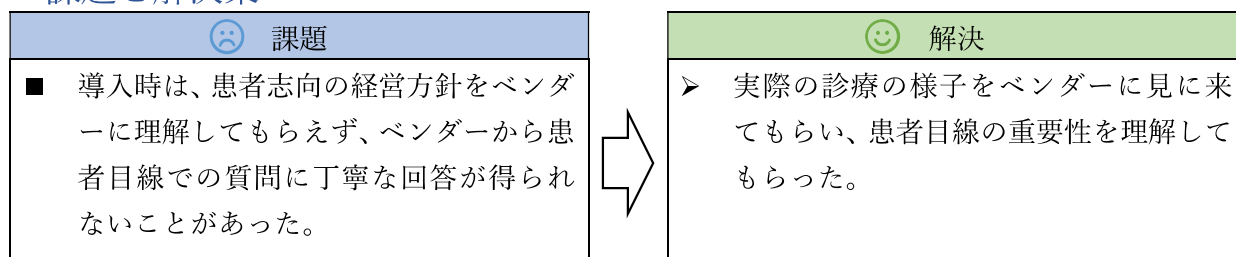 課題
■ 導入時は、患者志向の経営方針をベンダ
ーに理解してもらえず、ベンダーから患
者目線での質問に丁寧な回答が得られ
ないことがあった。
解決
➢ 実際の診療の様子をベンダーに見に来
てもらい、患者目線の重要性を理解して
もらった。